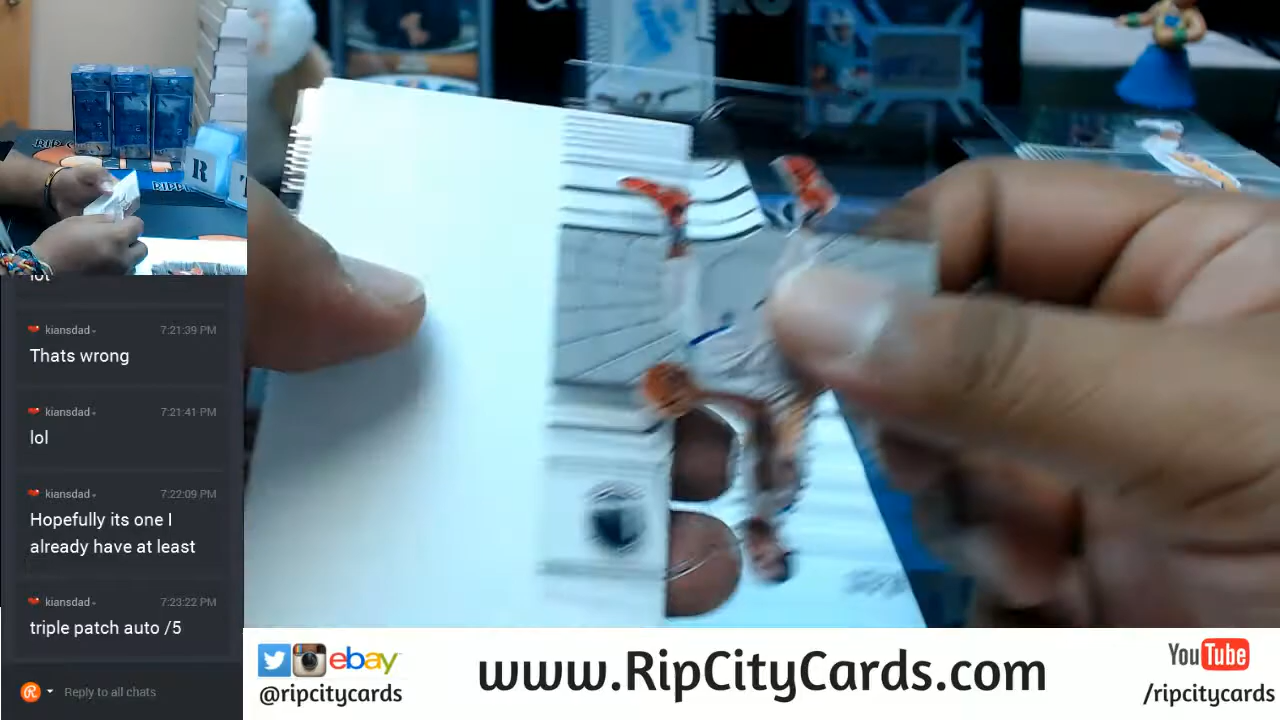 R
T
RIPPI
lol
kiansdad
7:21:39 PM
Thats wrong
kiansdad
7:21:41 PM
lol
kiansdad
7:22:09 PM
Hopefully its one I
already have at least
kiansdad
7:23:22 PM
triple patch auto /5
Reply to all chats
ebay
@ripcitycards
www.RipCityCards.com
YouTube
/ripcitycards